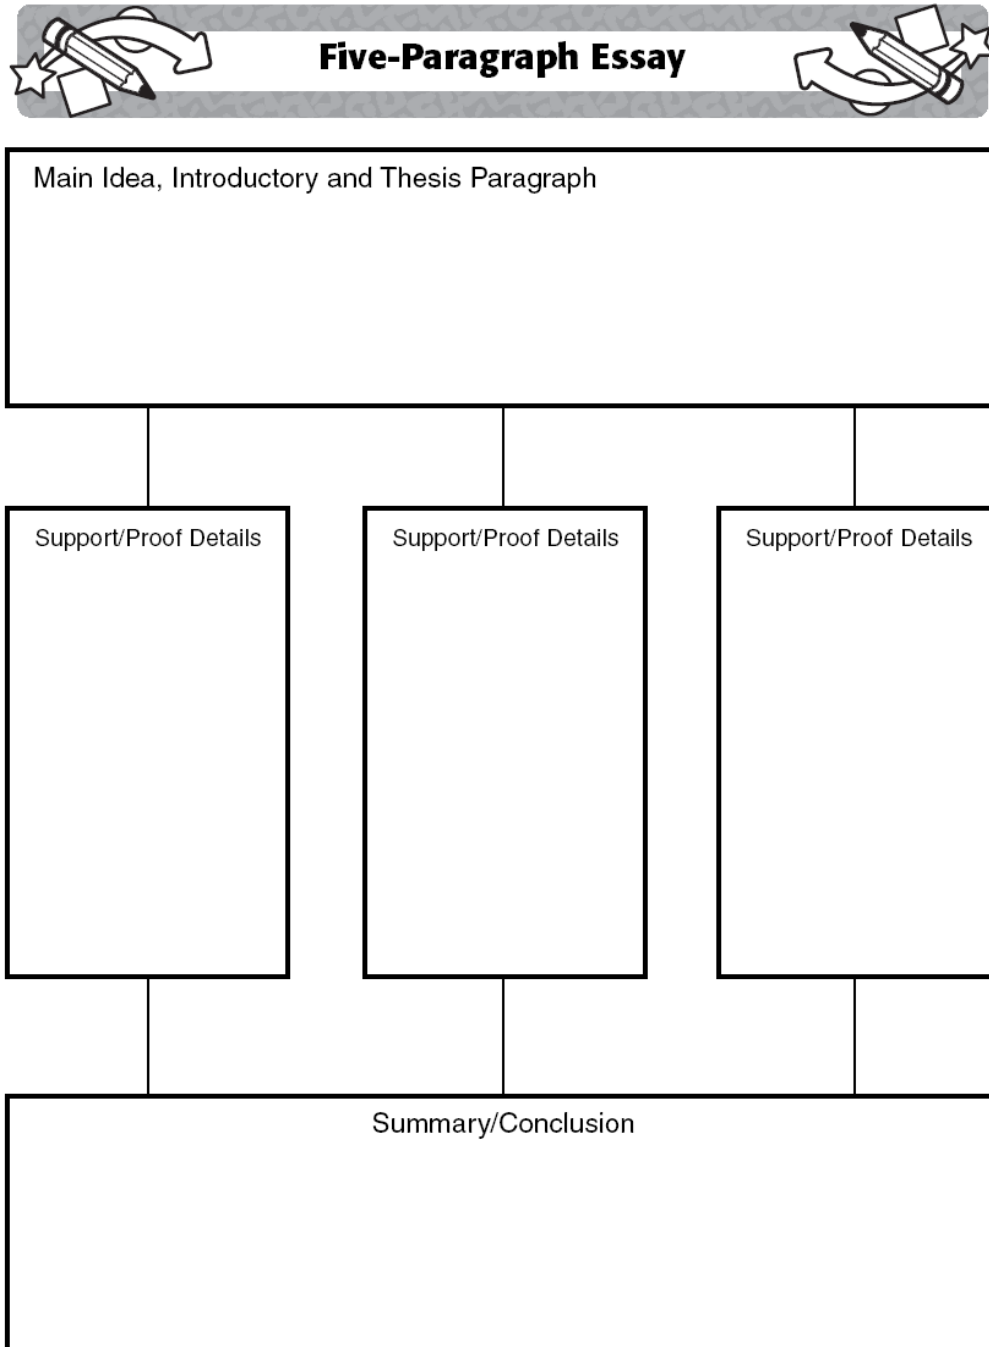 Five-Paragraph Essay
Main Idea, Introductory and Thesis Paragraph
Support/Proof Details
Support/Proof Details
Support/Proof Details
Summary/Conclusion